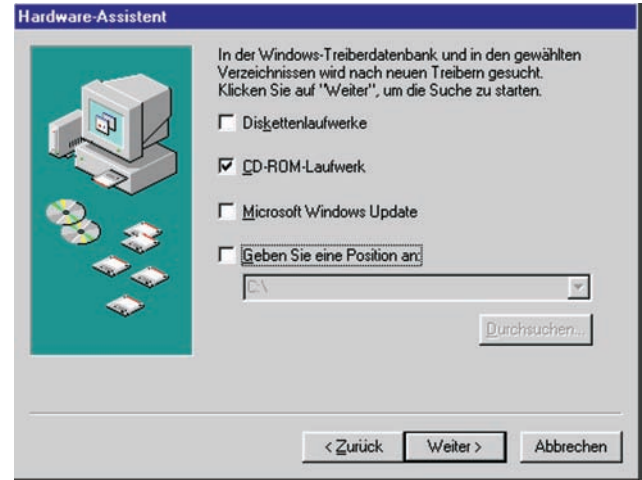 Hardware-Assistent
In der Windows-Treiberdatenbank und in den gewählten
Verzeichnissen wird nach neuen Treibern gesucht.
Klicken Sie auf "Weiter", um die Suche zu starten.
Diskettenlaufwerke
CD-ROM-Laufwerk
Microsoft Windows Update
Geben Sie eine Position an:
C:\
Durchsuchen...
< Zurück
Weiter >
Abbrechen